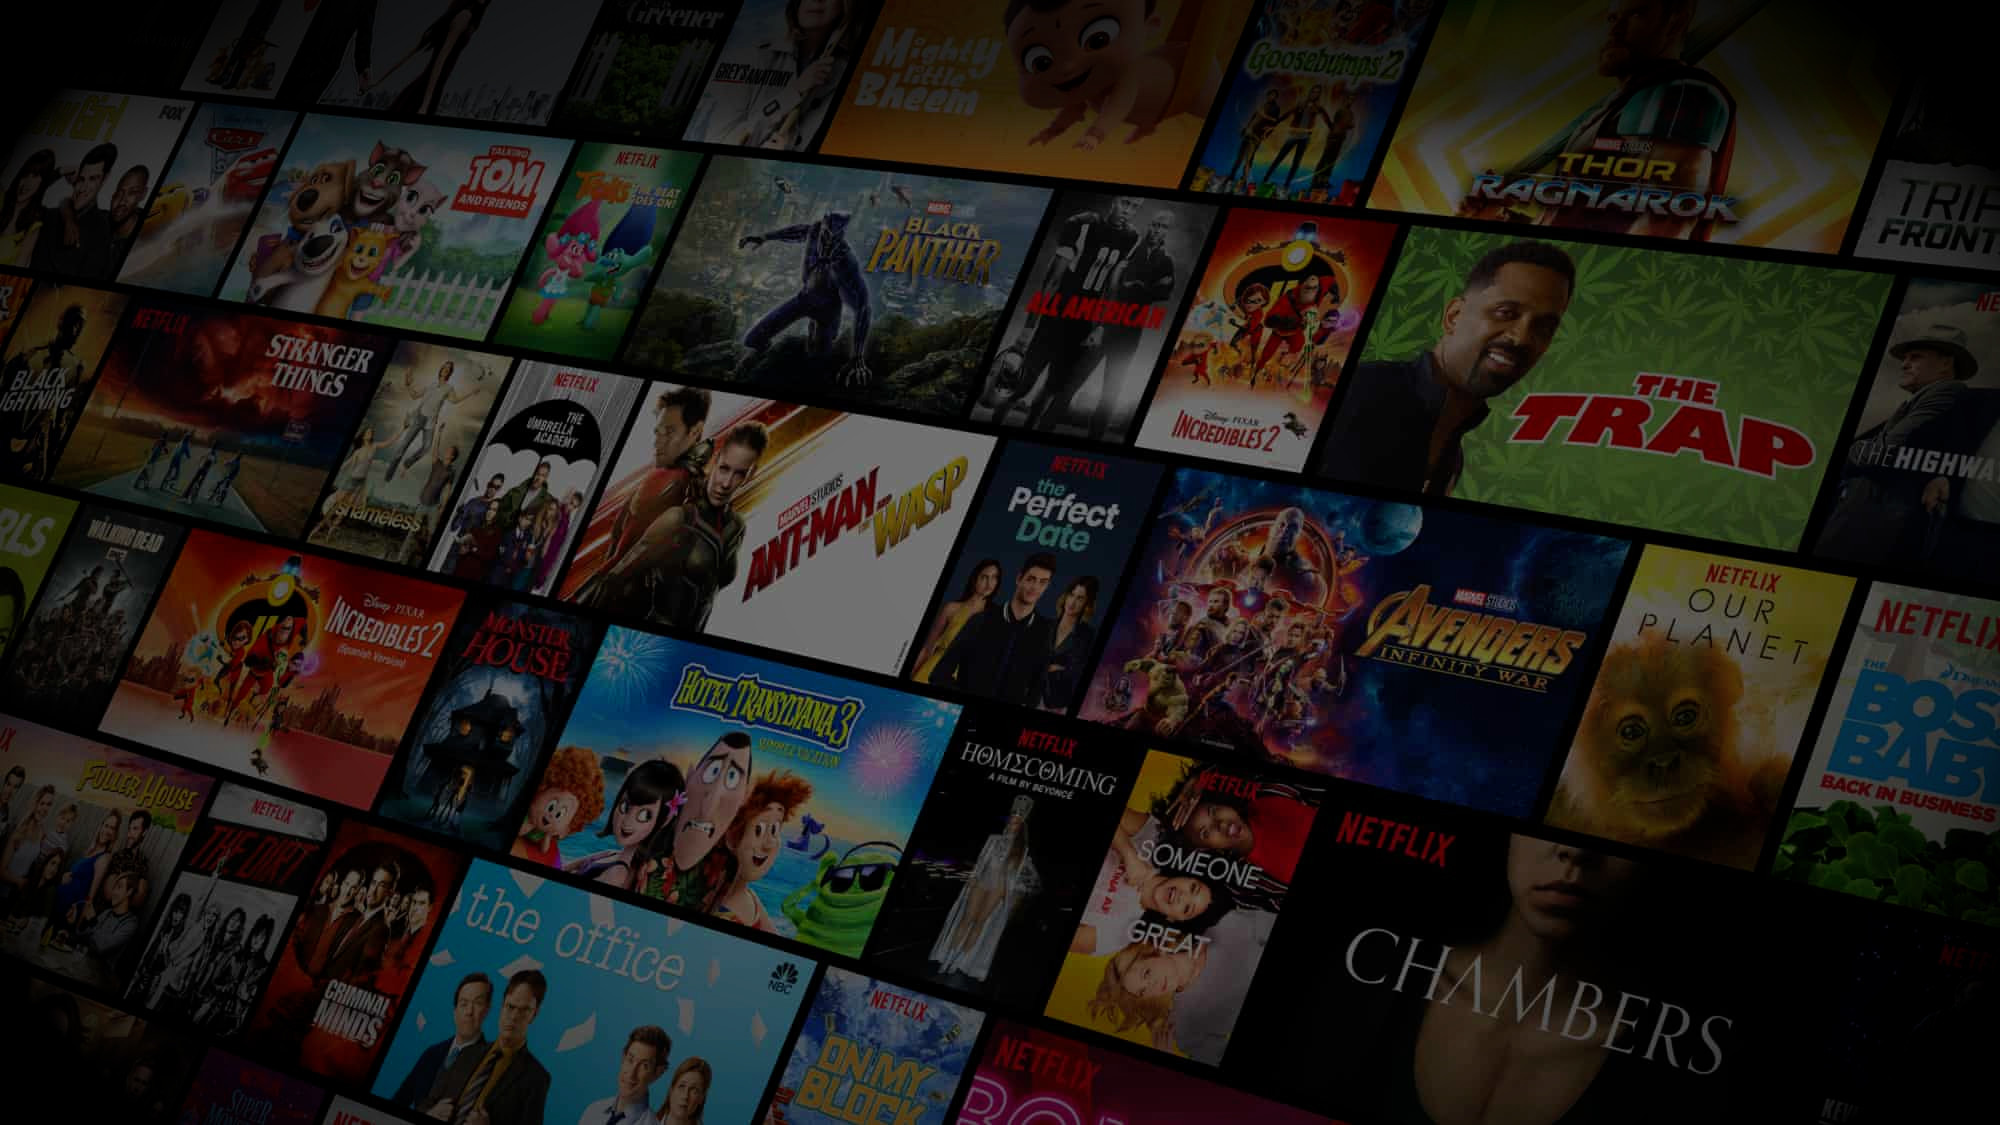 Greener
GREY'S ANATOMY
Mighty
little
Bheem
Goosebumps 2
MARVEL STUDIOS
THOR
RAGNAROK
FOX
Cars
TALKING
TOM
AND FRIENDS
NETFLIX
Trolls
THE BEAT
GOES ON!
MARVEL
BLACK
PANTHER
ALL AMERICAN
Disney PIXAR
INCREDIBLES 2
THE
TRAP
FRONT
THE HIGHWA
BLACK
IGHTNING
NETFLIX
STRANGER
THINGS
shameless
NETFLIX
THE
UMBRELLA
ACADEMY
MARVEL STUDIOS
ANT-MAN
AND THE
WASP
NETFLIX
the
Perfect
Date
MARVEL STUDIOS
AVENGERS
INFINITY WAR
NETFLIX
OUR
PLANET
NETFLIX
THE
BOSS
BABY
BACK IN BUSINESS
RLS
THE
WALKING DEAD
AMC
Disney PIXAR
INCREDIBLES 2
(Spanish Version)
MONSTER
HOUSE
HOTEL TRANSYLVANIA 3
SUMMER VACATION
NETFLIX
HOMECOMING
A FILM BY BEYONCÉ
NETFLIX
SOMEONE
GREAT
NETFLIX
CHAMBERS
FULLER HOUSE
NETFLIX
THE DIRT
CRIMINAL
MINDS
the office
NBC
NETFLIX
ON MY
BLOCK
NETFLIX